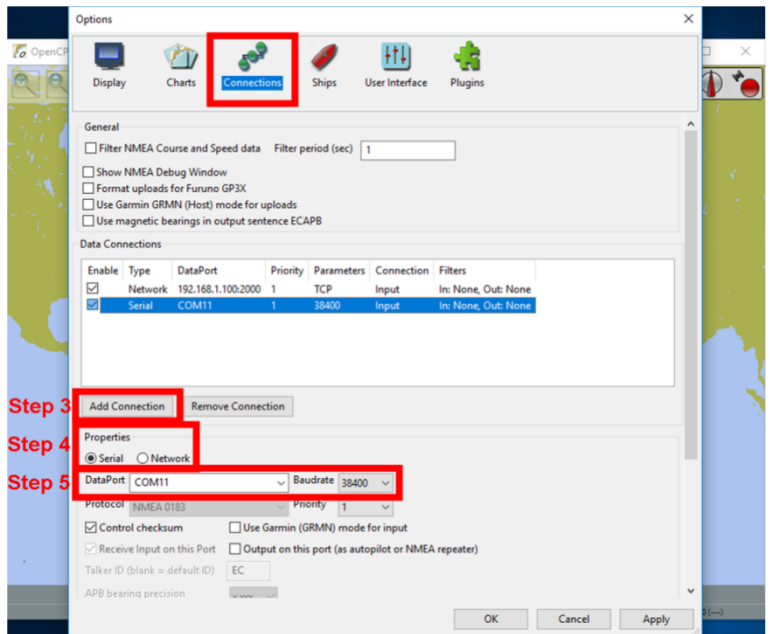 Options
OpenCP
Display Charts Connections Ships User Interface Plugins
General
Filter NMEA Course and Speed data Filter period (sec) 1
Show NMEA Debug Window
Format uploads for Furuno GP3X
Use Garmin GRMN (Host) mode for uploads
Use magnetic bearings in output sentence ECAPB
Data Connections
Enable Type DataPort Priority Parameters Connection Filters
Network 192.168.1.100:2000 1 TCP Input In: None, Out: None
Serial COM11 1 38400 Input In: None, Out: None
Step 3 Add Connection Remove Connection
Properties
Step 4 Serial Network
Step 5 DataPort COM11 Baudrate 38400
Protocol NMEA 0183 Priority 1
Control checksum Use Garmin (GRMN) mode for input
Receive Input on this Port Output on this port (as autopilot or NMEA repeater)
Talker ID (blank = default ID) EC
APB bearing precision
OK Cancel Apply